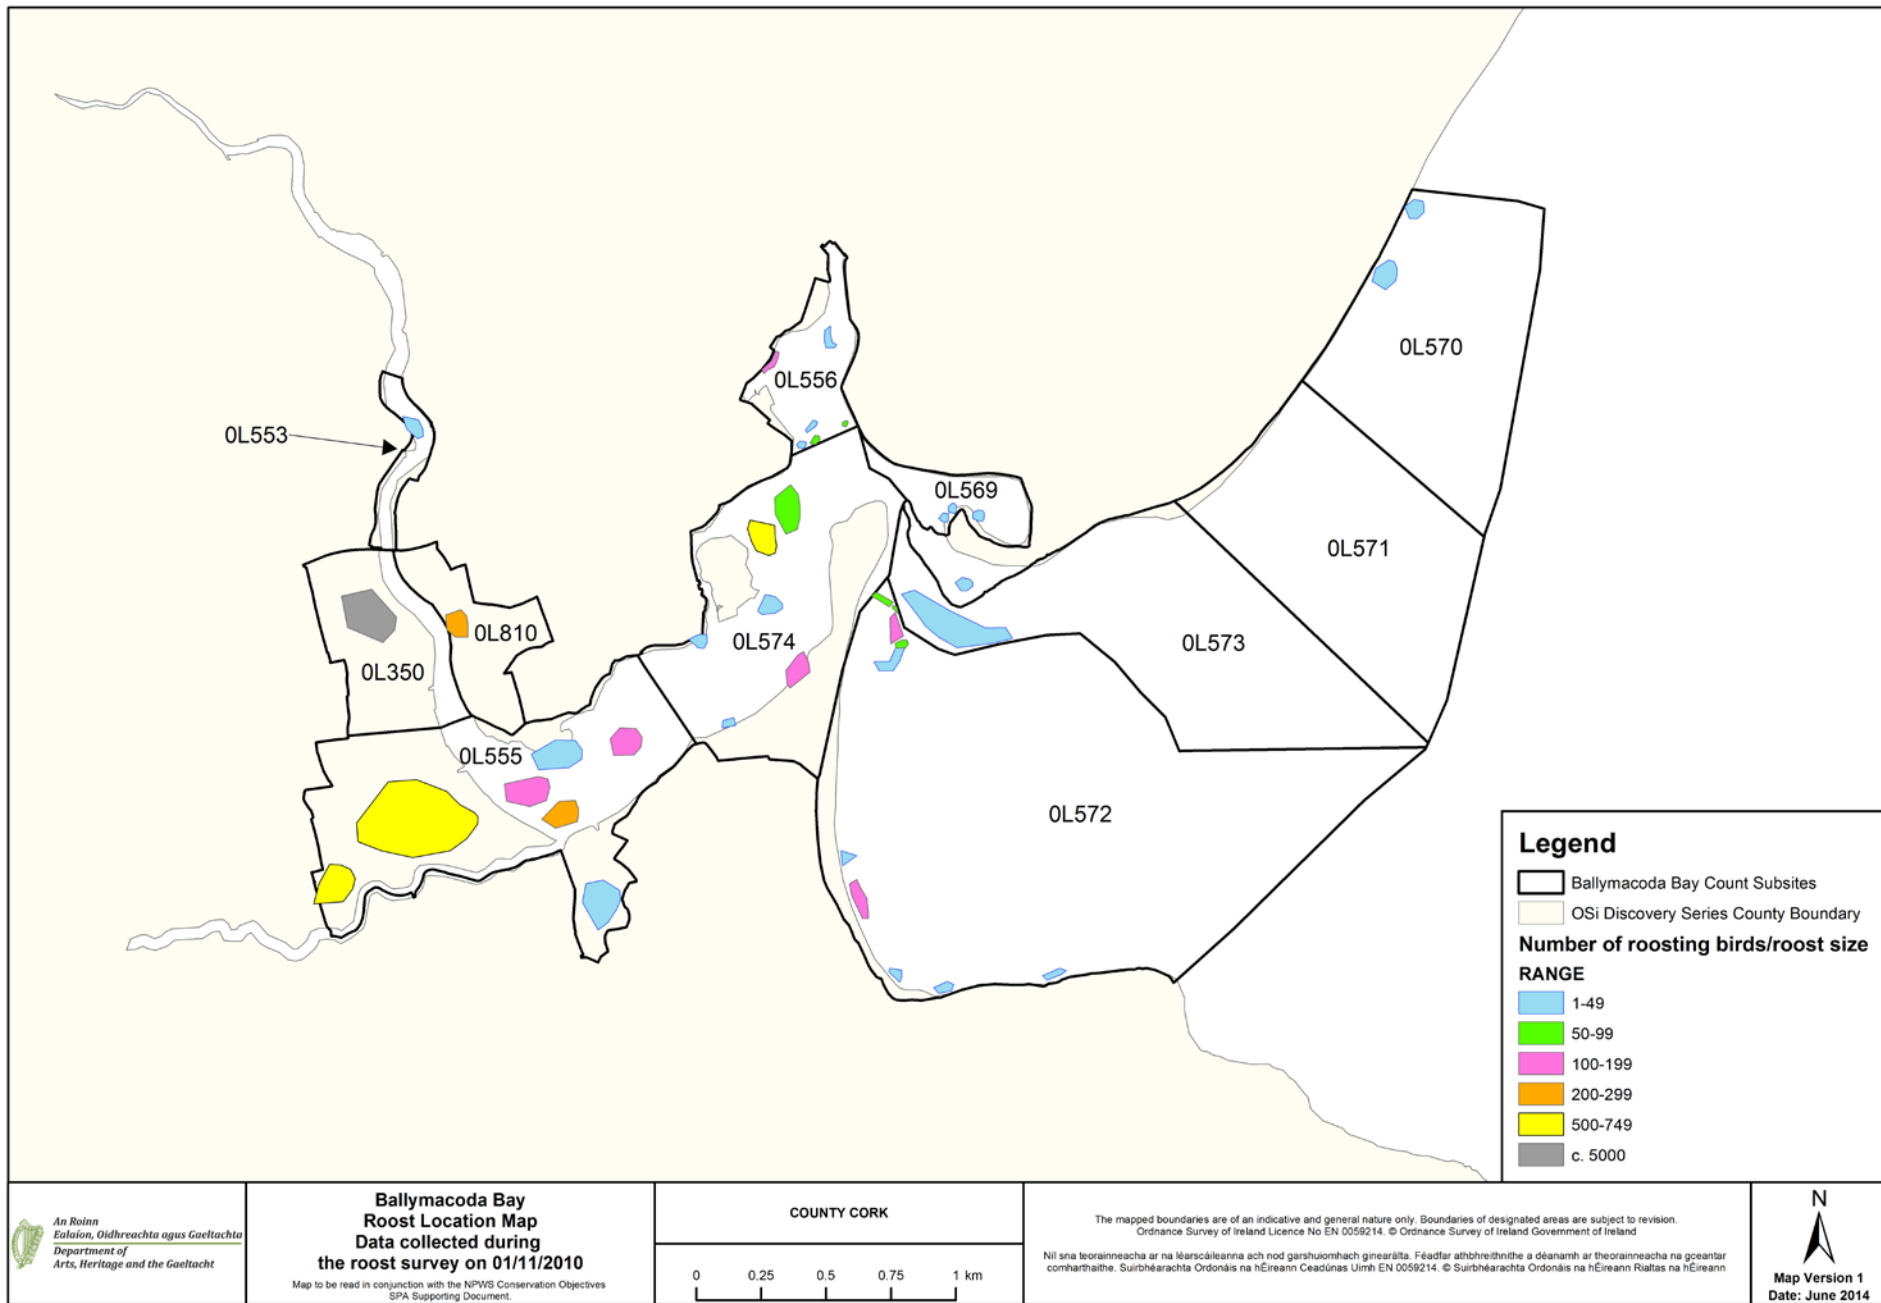 0L570
0L556
0L553
0L569
0L571
0L810
0L574
0L573
0L350
0L555
0L572
Legend
Ballymacoda Bay Count Subsites
OSi Discovery Series County Boundary
Number of roosting birds/roost size
RANGE
1-49
50-99
100-199
200-299
500-749
c. 5000
An Roinn
Ealaíon, Oidhreachta agus Gaeltachta
Department of
Arts, Heritage and the Gaeltacht
Ballymacoda Bay
Roost Location Map
Data collected during
the roost survey on 01/11/2010
Map to be read in conjunction with the NPWS Conservation Objectives
SPA Supporting Document.
COUNTY CORK
0 0.25 0.5 0.75 1 km
The mapped boundaries are of an indicative and general nature only. Boundaries of designated areas are subject to revision.
Ordnance Survey of Ireland Licence No EN 0059214. © Ordnance Survey of Ireland Government of Ireland
Níl sna teorainneacha ar na léarscáileanna ach nod garshuiomhach ginearálta. Féadfar athbhreithnithe a déanamh ar theorainneacha na gceantar
comharthaithe. Suirbhéarachta Ordonáis na hÉireann Ceadúnas Uimh EN 0059214. © Suirbhéarachta Ordonáis na hÉireann Rialtas na hÉireann
N
Map Version 1
Date: June 2014